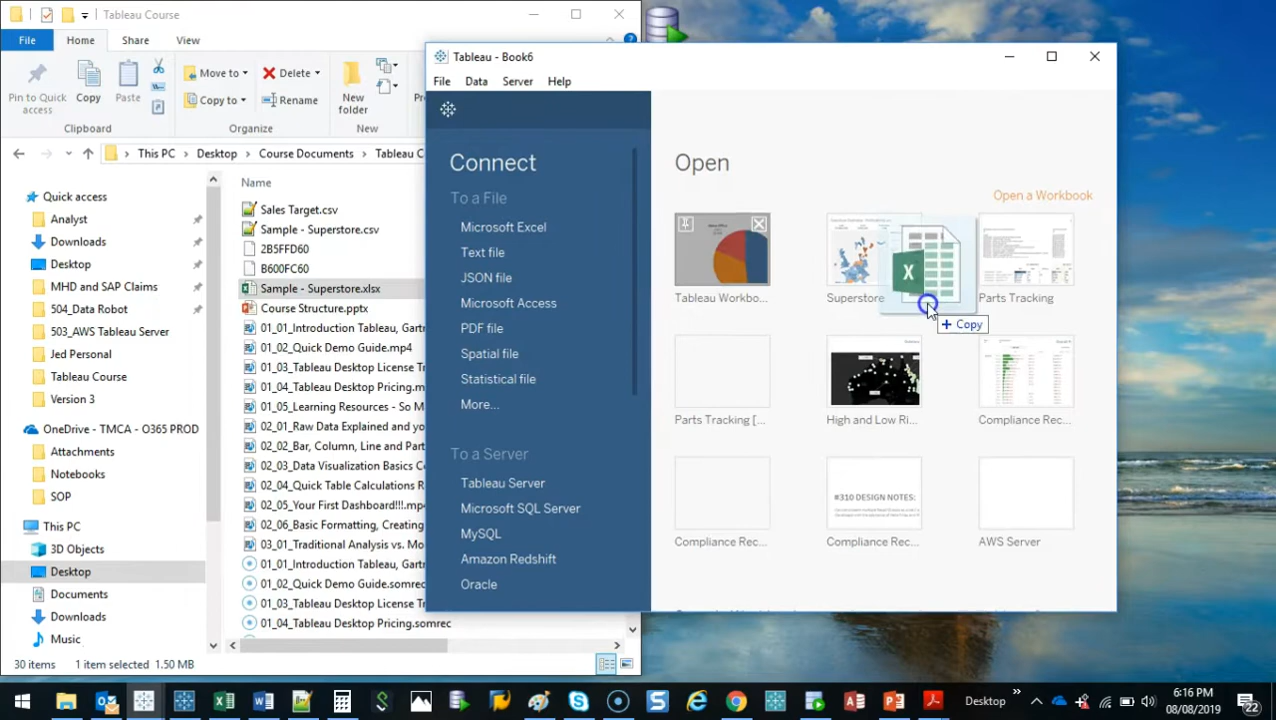 Tableau Course
File
Home
Share
View
Pin to Quick access
Copy
Paste
Move to
Copy to
Delete
Rename
New folder
Clipboard
Organize
New
This PC > Desktop > Course Documents >
Quick access
Analyst
Downloads
Desktop
MHD and SAP Claims
504_Data Robot
503_AWS Tableau Server
Jed Personal
Tableau Course
Version 3
OneDrive - TMCA - O365 PROD
Attachments
Notebooks
SOP
This PC
3D Objects
Desktop
Documents
Downloads
Music
Name
Sales Target.csv
Sample - Superstore.csv
2B5FFD60
B600FC60
Sample - Superstore.xlsx
Course Structure.pptx
01_01_Introduction Tableau, Gartn
01_02_Quick Demo Guide.mp4
01_03_Tableau Desktop License Tr
01_04_Tableau Desktop Pricing.m
01_05_Learning Resources - So M
02_01_Raw Data Explained and yo
02_02_Bar, Column, Line and Part
02_03_Data Visualization Basics Co
02_04_Quick Table Calculations R
02_05_Your First Dashboard!!!.mp
02_06_Basic Formatting, Creating
03_01_Traditional Analysis vs. Mo
01_01_Introduction Tableau, Gartn
01_02_Quick Demo Guide.somrec
01_03_Tableau Desktop License Tr
01_04_Tableau Desktop Pricing.somrec
30 items
1 item selected 1.50 MB
Tableau - Book6
File
Data
Server
Help
Connect
To a File
Microsoft Excel
Text file
JSON file
Microsoft Access
PDF file
Spatial file
Statistical file
More...
To a Server
Tableau Server
Microsoft SQL Server
MySQL
Amazon Redshift
Oracle
Open
Open a Workbook
Tableau Workbo...
Superstore
Parts Tracking
+ Copy
Parts Tracking [...
High and Low Ri...
Compliance Rec...
#310 DESIGN NOTES:
Compliance Rec...
Compliance Rec...
AWS Server
Desktop
6:16 PM
08/08/2019
22